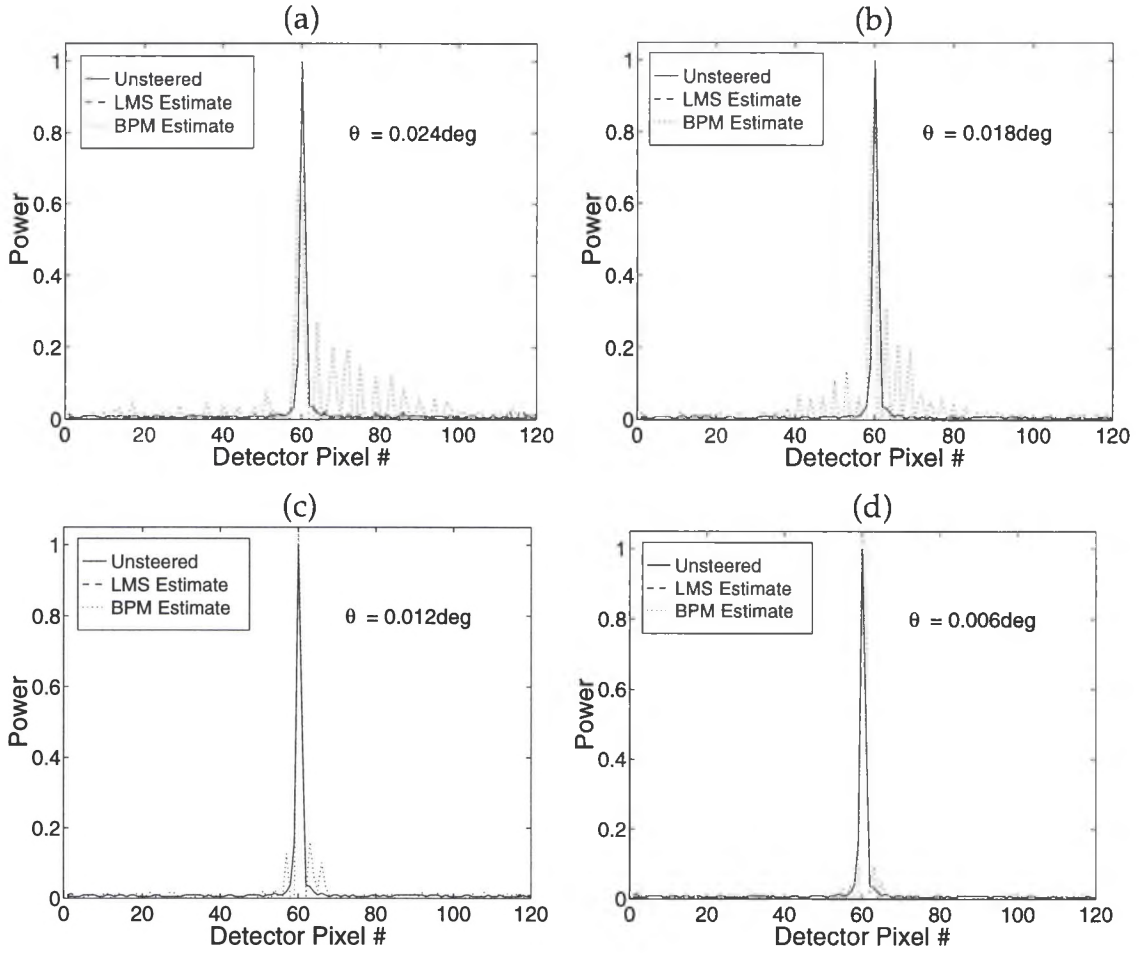 (a)
1
0.8
0.6
0.4
0.2
0
Power
Unsteered
LMS Estimate
BPM Estimate
θ = 0.024deg
0 20 40 60 80 100 120
Detector Pixel #
(b)
1
0.8
0.6
0.4
0.2
0
Power
Unsteered
LMS Estimate
BPM Estimate
θ = 0.018deg
0 20 40 60 80 100 120
Detector Pixel #
(c)
1
0.8
0.6
0.4
0.2
0
Power
Unsteered
LMS Estimate
BPM Estimate
θ = 0.012deg
0 20 40 60 80 100 120
Detector Pixel #
(d)
1
0.8
0.6
0.4
0.2
0
Power
Unsteered
LMS Estimate
BPM Estimate
θ = 0.006deg
0 20 40 60 80 100 120
Detector Pixel #